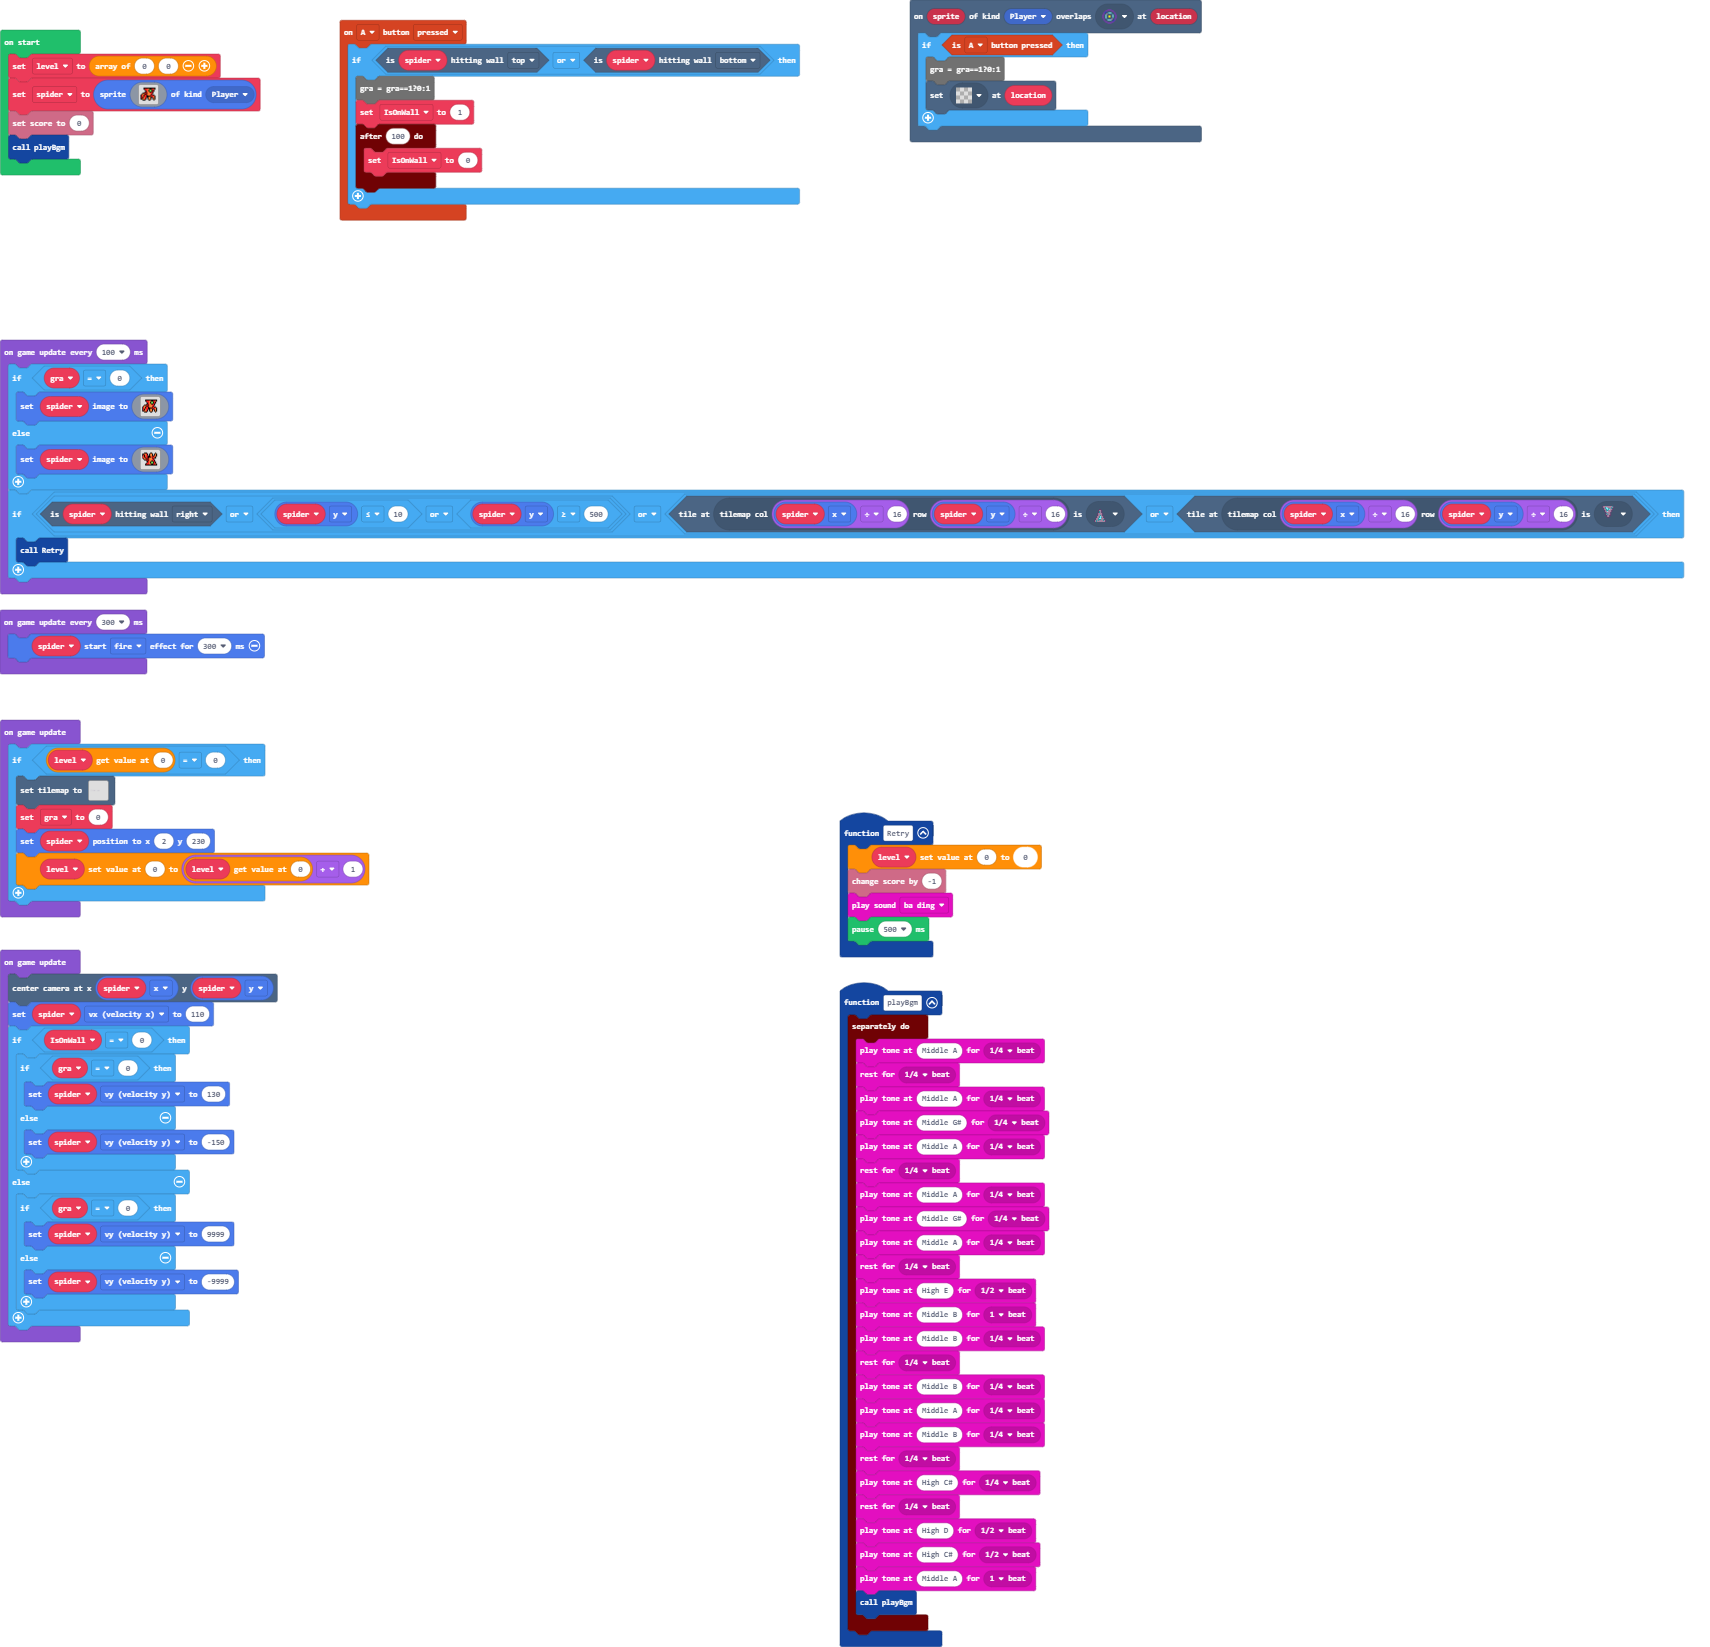 on start
set level to array of 0 0
set spider to sprite of kind Player
set score to 0
call playBgm
on A button pressed
if is spider hitting wall top or is spider hitting wall bottom then
gra = gra==1?0:1
set IsOnWall to 1
after 100 do
set IsOnWall to 0
on sprite of kind Player overlaps at location
if is A button pressed then
gra = gra==1?0:1
set at location
on game update every 100 ms
if gra = 0 then
set spider image to
else
set spider image to
if is spider hitting wall right or spider y ≤ 10 or spider y ≥ 500 or tile at tilemap col spider x ÷ 16 row spider y ÷ 16 is or tile at tilemap col spider x ÷ 16 row spider y ÷ 16 is then
call Retry
on game update every 300 ms
spider start fire effect for 300 ms
on game update
if level get value at 0 = 0 then
set tilemap to
set gra to 0
set spider position to x 2 y 230
level set value at 0 to level get value at 0 + 1
on game update
center camera at x spider x y spider y
set spider vx (velocity x) to 110
if IsOnWall = 0 then
if gra = 0 then
set spider vy (velocity y) to 130
else
set spider vy (velocity y) to -150
else
if gra = 0 then
set spider vy (velocity y) to 9999
else
set spider vy (velocity y) to -9999
function Retry
level set value at 0 to 0
change score by -1
play sound ba ding
pause 500 ms
function playBgm
separately do
play tone at Middle A for 1/4 beat
rest for 1/4 beat
play tone at Middle A for 1/4 beat
play tone at Middle G# for 1/4 beat
play tone at Middle A for 1/4 beat
rest for 1/4 beat
play tone at Middle A for 1/4 beat
play tone at Middle G# for 1/4 beat
play tone at Middle A for 1/4 beat
rest for 1/4 beat
play tone at High E for 1/2 beat
play tone at Middle B for 1 beat
play tone at Middle B for 1/4 beat
rest for 1/4 beat
play tone at Middle B for 1/4 beat
play tone at Middle A for 1/4 beat
play tone at Middle B for 1/4 beat
rest for 1/4 beat
play tone at High C# for 1/4 beat
rest for 1/4 beat
play tone at High D for 1/2 beat
play tone at High C# for 1/2 beat
play tone at Middle A for 1 beat
call playBgm